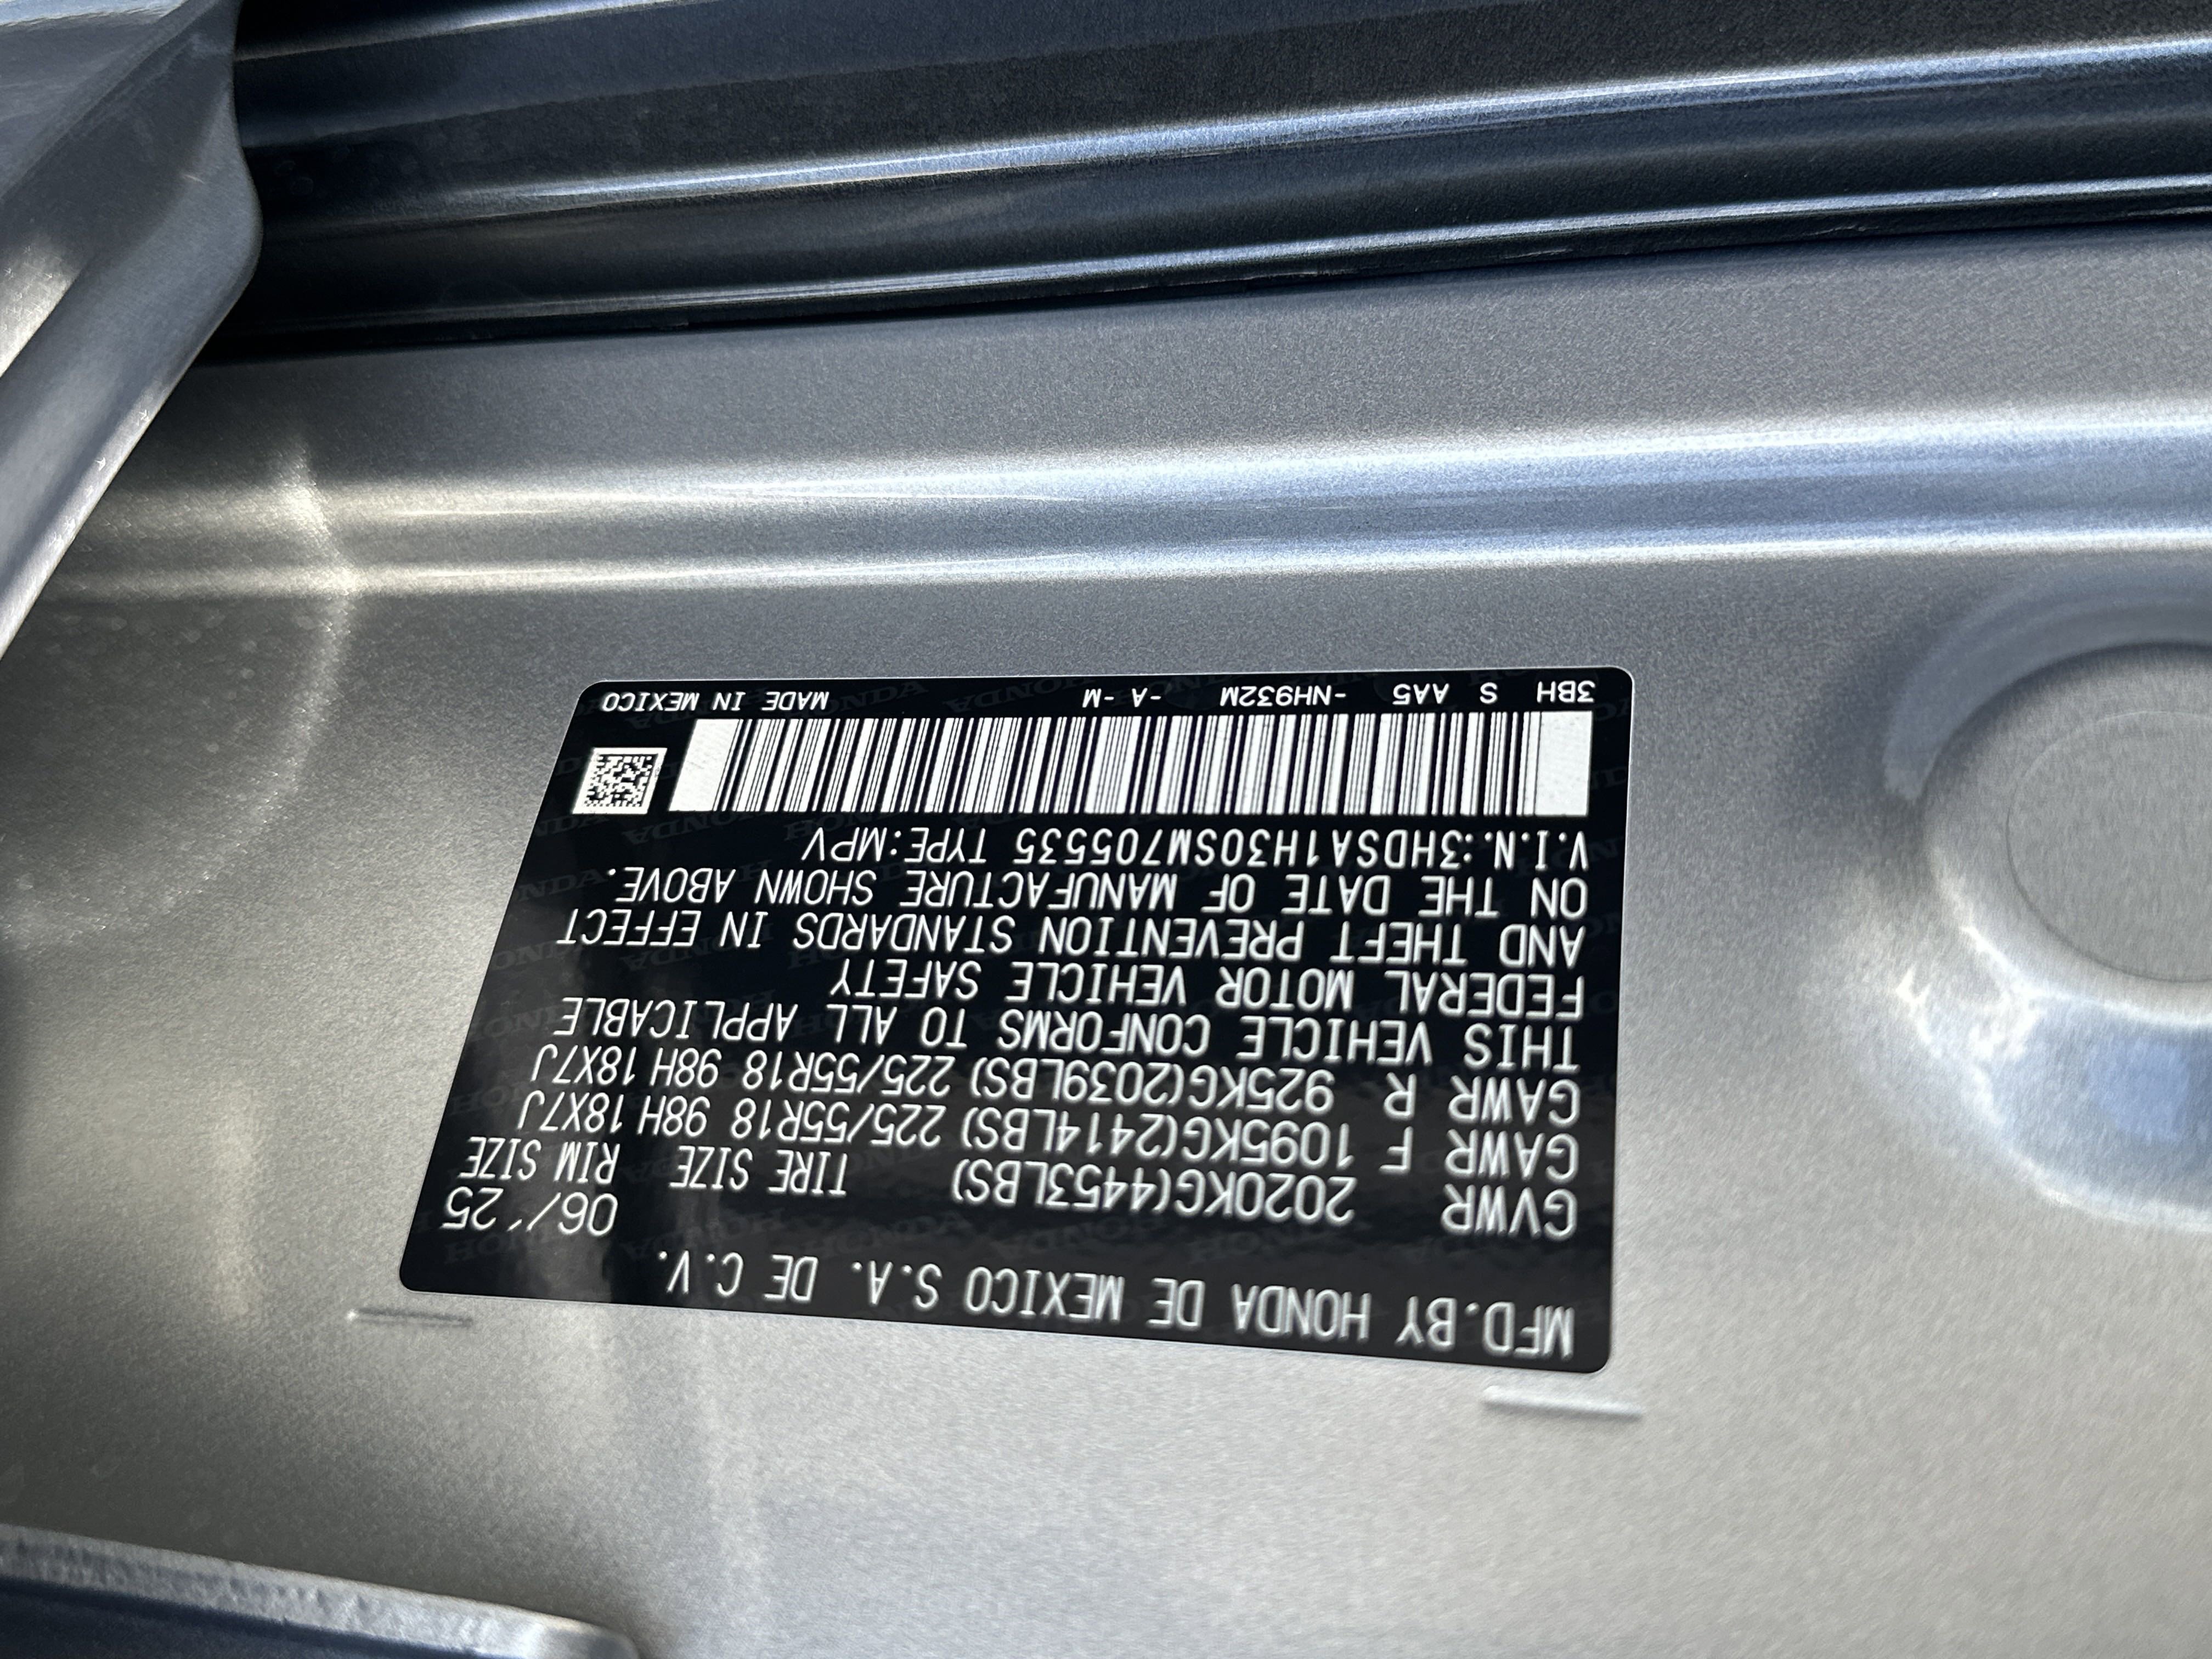 MFD.BY HONDA DE MEXICO S.A. DE C.V.
06/´25
GVWR 2020KG(4453LBS) TIRE SIZE RIM SIZE
GAWR F 1095KG(2414LBS) 225/55R18 98H 18X7J
GAWR R 925KG(2039LBS) 225/55R18 98H 18X7J
THIS VEHICLE CONFORMS TO ALL APPLICABLE
FEDERAL MOTOR VEHICLE SAFETY
AND THEFT PREVENTION STANDARDS IN EFFECT
ON THE DATE OF MANUFACTURE SHOWN ABOVE.
V.I.N.:3HDSA1H30SM705535 TYPE:MPV
3BH S AA5 -NH932M -A -M MADE IN MEXICO